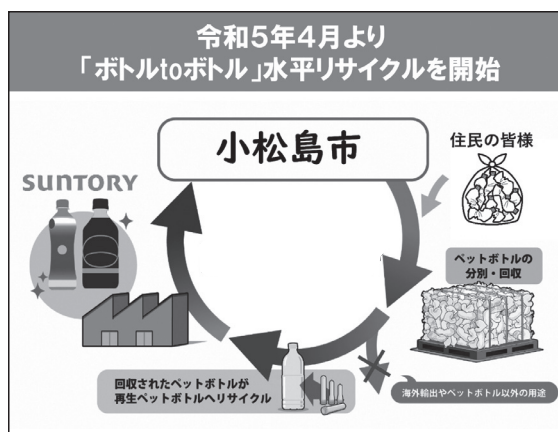 令和5年4月より
「ボトルtoボトル」水平リサイクルを開始
小松島市
住民の皆様
SUNTORY
ペットボトルの
分別・回収
回収されたペットボトルが
再生ペットボトルへリサイクル
海外輸出やペットボトル以外の用途